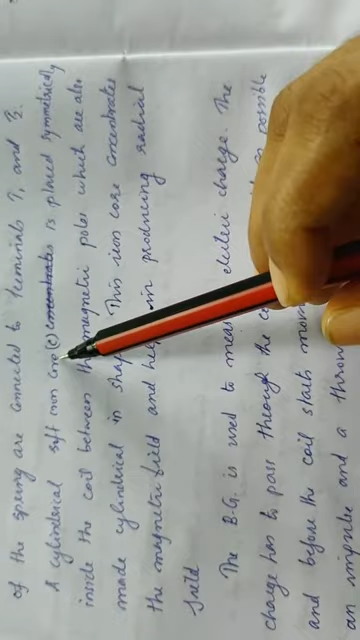 of the spring are connected to terminals T1 and T2.
A cylindrical soft iron core (c) is placed symmetrically
inside the coil between the magnetic poles which are also
made cylindrical in shape. This iron core concentrates
the magnetic field and helps in producing radial
field
The B.G. is used to measure electric charge. The
charge has to pass through the as possible
and before the coil starts
an impulse and a